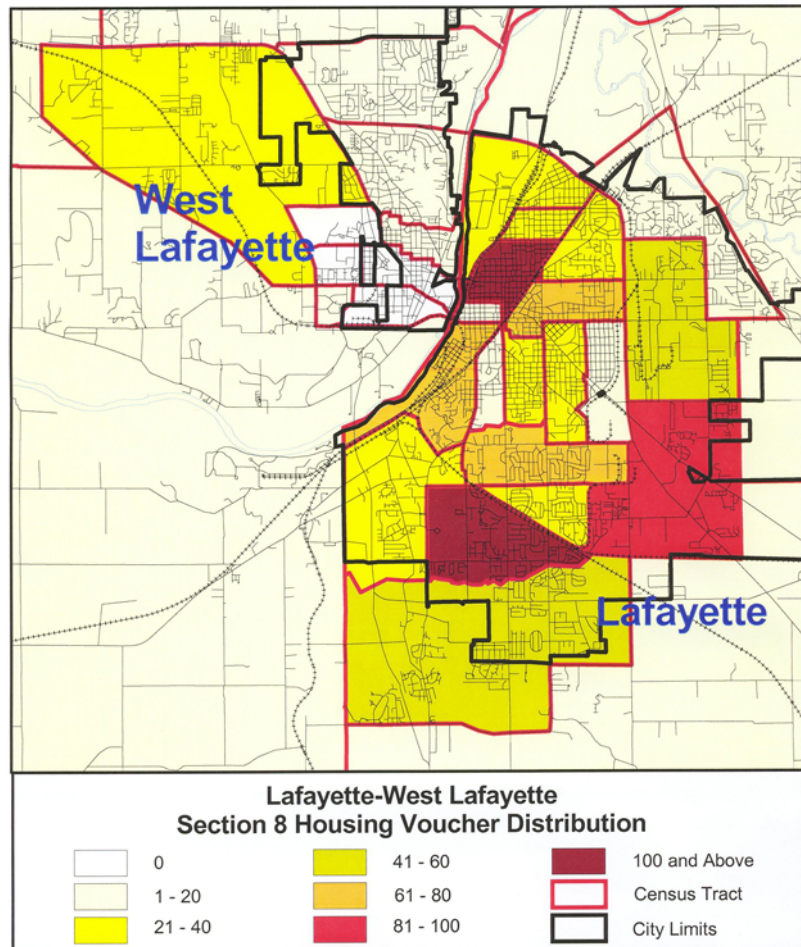 West
Lafayette
Lafayette
Lafayette-West Lafayette
Section 8 Housing Voucher Distribution
0
41 - 60
100 and Above
1 - 20
61 - 80
Census Tract
21 - 40
81 - 100
City Limits